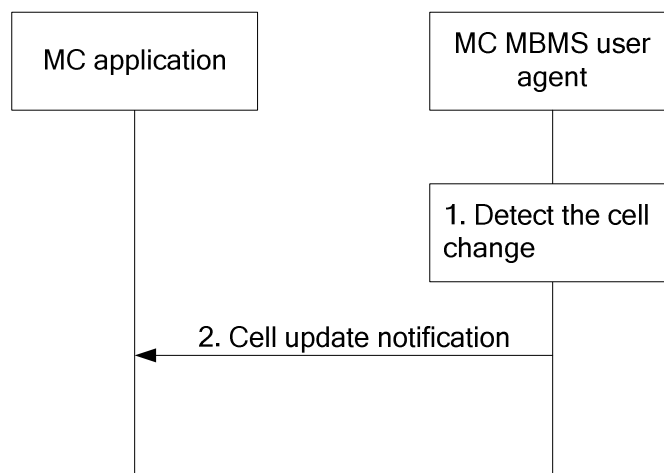 MC application
MC MBMS user
agent
1. Detect the cell
change
2. Cell update notification